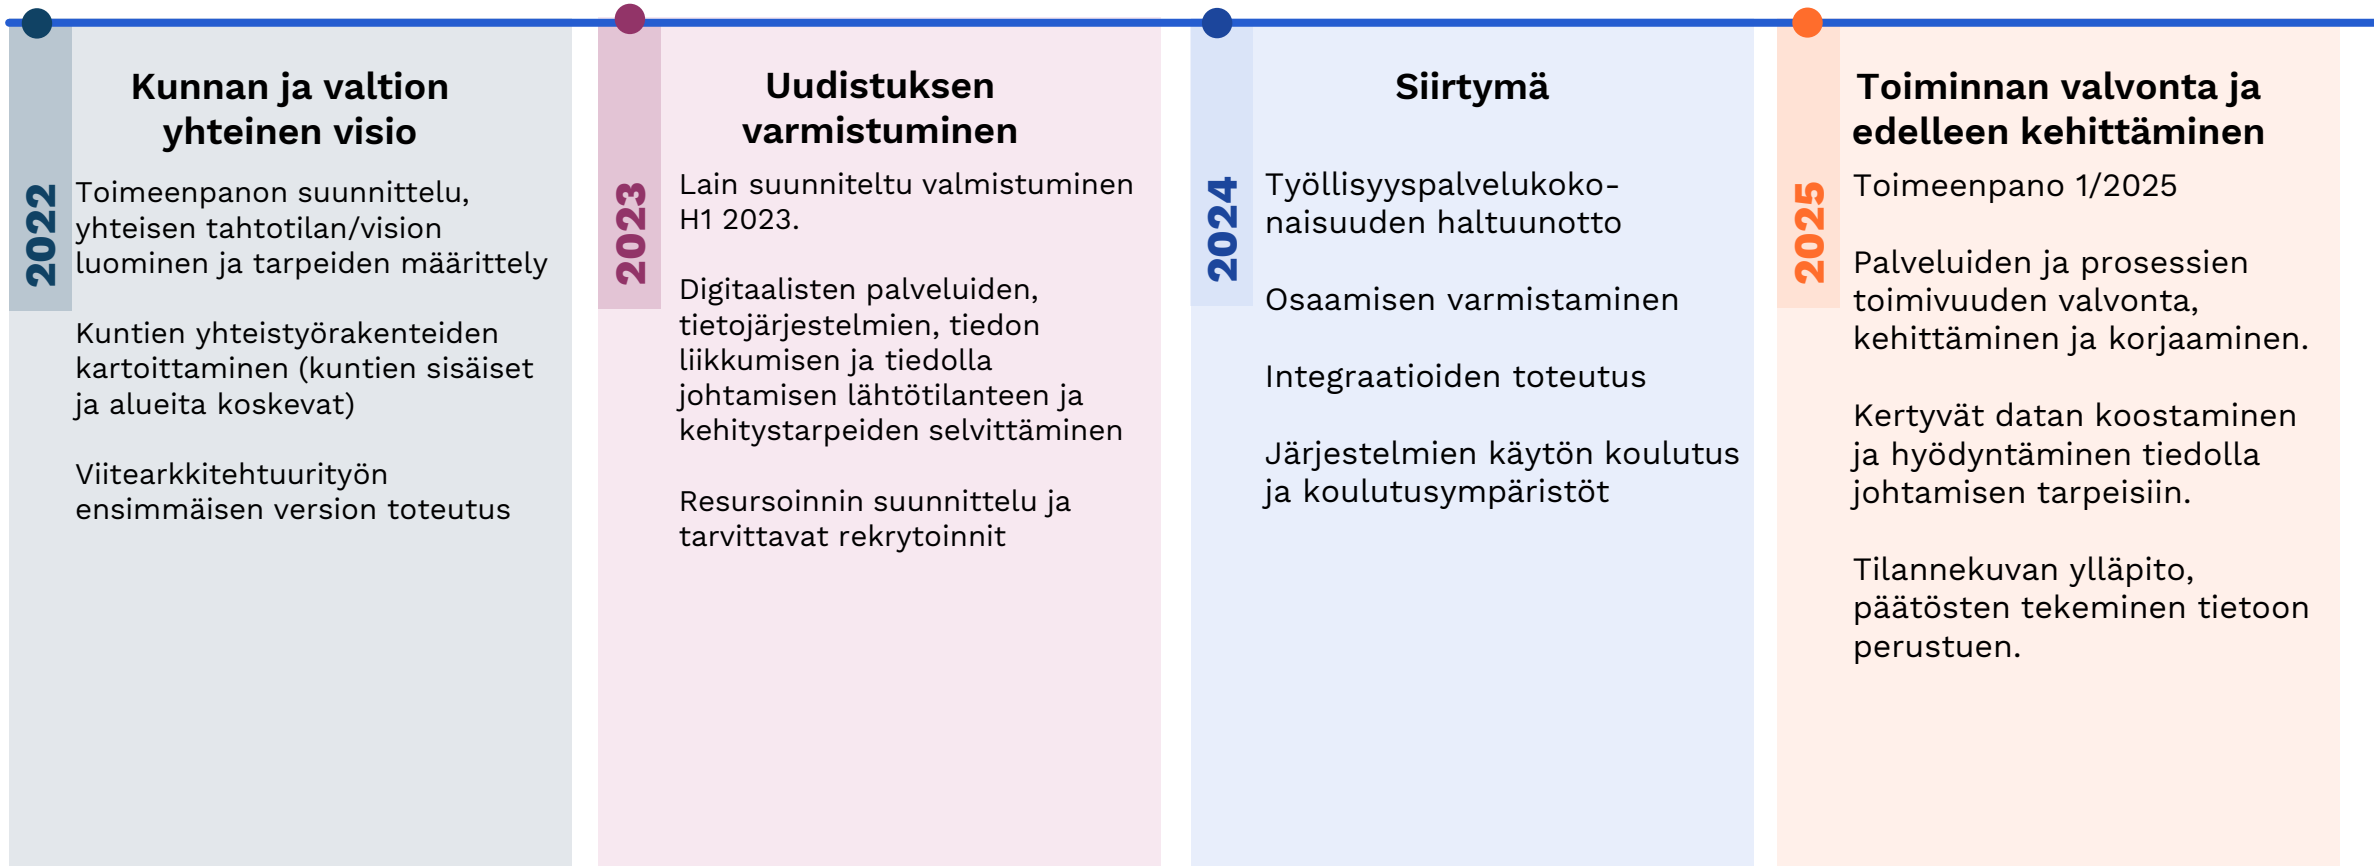 Kunnan ja valtion
yhteinen visio
2022
Toimeenpanon suunnittelu,
yhteisen tahtotilan/vision
luominen ja tarpeiden määrittely
Kuntien yhteistyörakenteiden
kartoittaminen (kuntien sisäiset
ja alueita koskevat)
Viitearkkitehtuurityön
ensimmäisen version toteutus
Uudistuksen
varmistuminen
2023
Lain suunniteltu valmistuminen
H1 2023.
Digitaalisten palveluiden,
tietojärjestelmien, tiedon
liikkumisen ja tiedolla
johtamisen lähtötilanteen ja
kehitystarpeiden selvittäminen
Resursoinnin suunnittelu ja
tarvittavat rekrytoinnit
Siirtymä
2024
Työllisyyspalvelukoko-
naisuuden haltuunotto
Osaamisen varmistaminen
Integraatioiden toteutus
Järjestelmien käytön koulutus
ja koulutusympäristöt
Toiminnan valvonta ja
edelleen kehittäminen
2025
Toimeenpano 1/2025
Palveluiden ja prosessien
toimivuuden valvonta,
kehittäminen ja korjaaminen.
Kertyvät datan koostaminen
ja hyödyntäminen tiedolla
johtamisen tarpeisiin.
Tilannekuvan ylläpito,
päätösten tekeminen tietoon
perustuen.